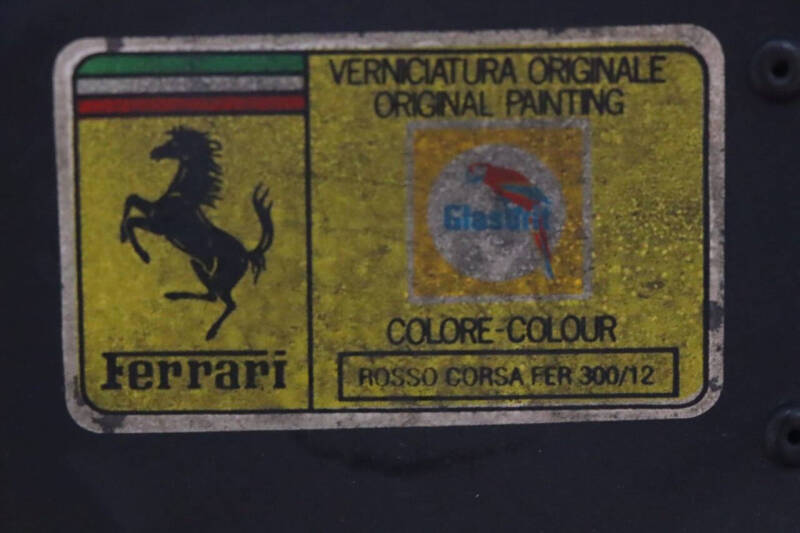 VERNICIATURA ORIGINALE
ORIGINAL PAINTING
Glasurit
COLORE-COLOUR
ROSSO CORSA FER 300/12
Ferrari